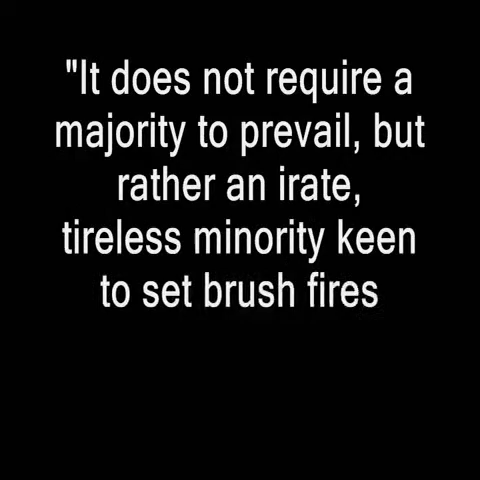 "It does not require a
majority to prevail, but
rather an irate,
tireless minority keen
to set brush fires